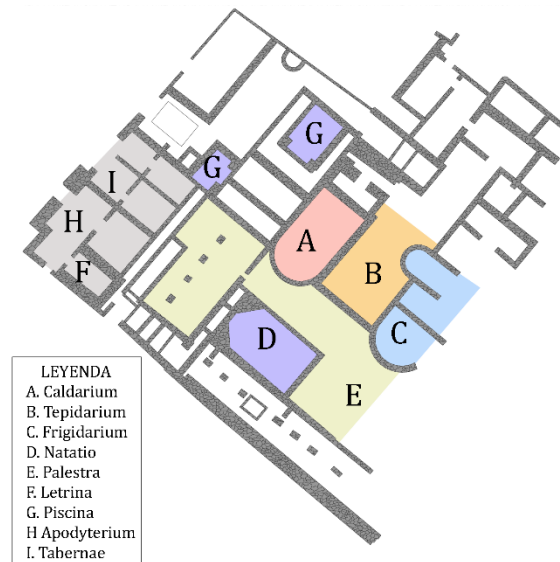 G
G
I
H
A
F
B
D
C
E
LEYENDA
A. Caldarium
B. Tepidarium
C. Frigidarium
D. Natatio
E. Palestra
F. Letrina
G. Piscina
H Apodyterium
I. Tabernae